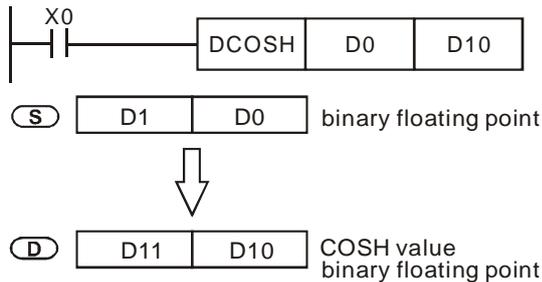 X0
DCOSH D0 D10
S D1 D0 binary floating point
D D11 D10 COSH value
binary floating point